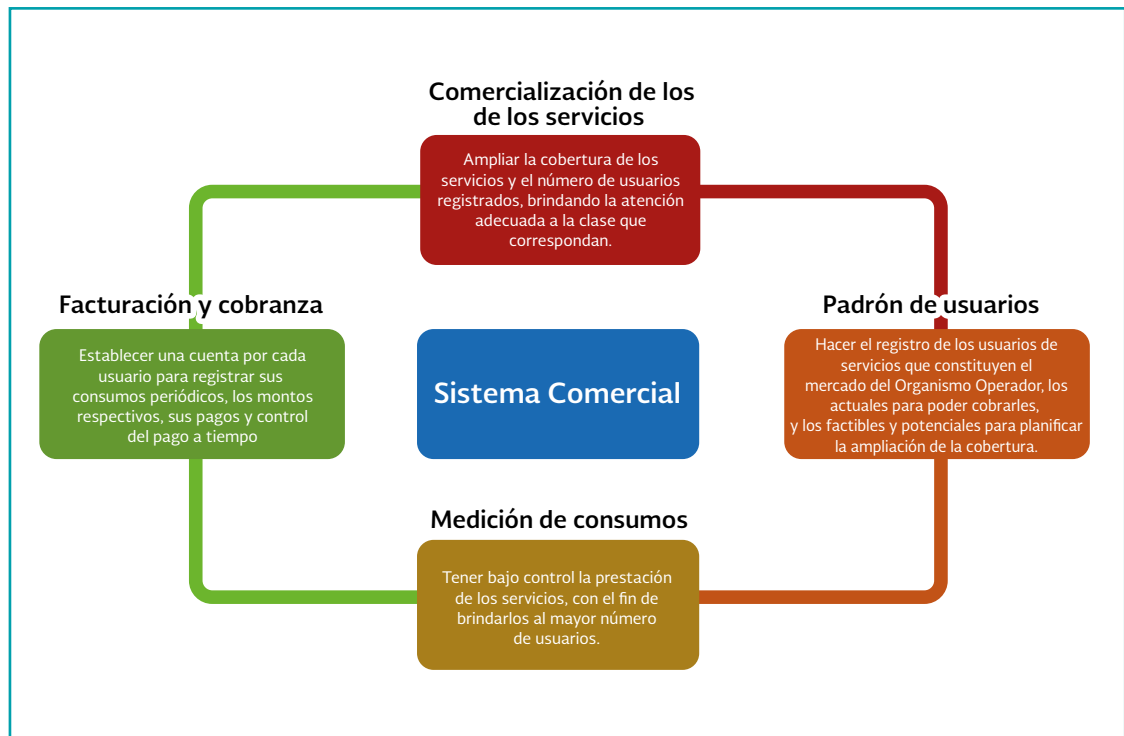 Comercialización de los
de los servicios
Ampliar la cobertura de los
servicios y el número de usuarios
registrados, brindando la atención
adecuada a la clase que
correspondan.
Facturación y cobranza
Establecer una cuenta por cada
usuario para registrar sus
consumos periódicos, los montos
respectivos, sus pagos y control
del pago a tiempo
Sistema Comercial
Padrón de usuarios
Hacer el registro de los usuarios de
servicios que constituyen el
mercado del Organismo Operador, los
actuales para poder cobrarles,
y los factibles y potenciales para planificar
la ampliación de la cobertura.
Medición de consumos
Tener bajo control la prestación
de los servicios, con el fin de
brindarlos al mayor número
de usuarios.